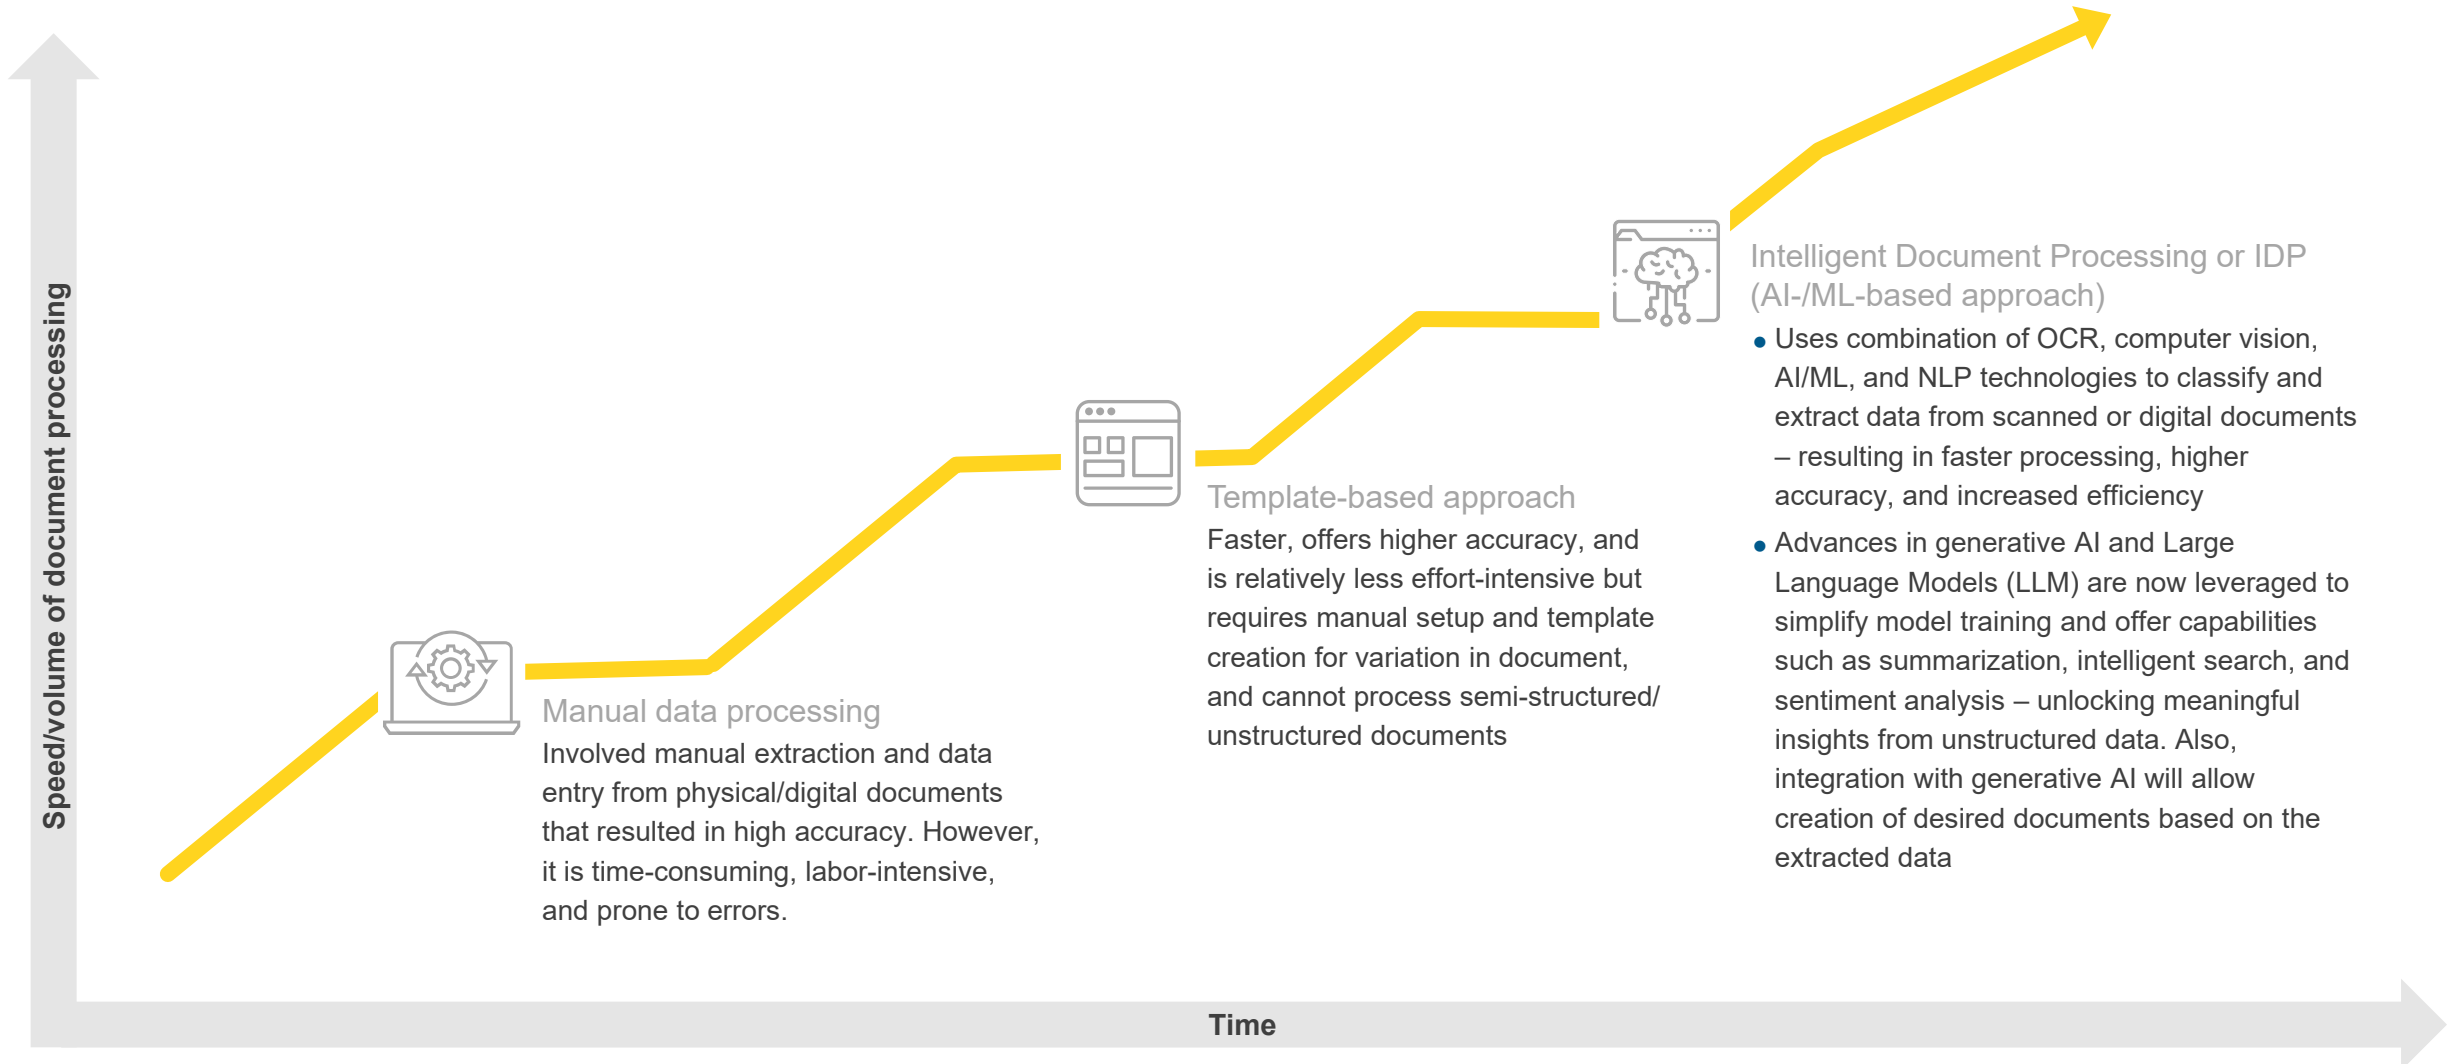 Speed/volume of document processing
Manual data processing
Involved manual extraction and data
entry from physical/digital documents
that resulted in high accuracy. However,
it is time-consuming, labor-intensive,
and prone to errors.
Template-based approach
Faster, offers higher accuracy, and
is relatively less effort-intensive but
requires manual setup and template
creation for variation in document,
and cannot process semi-structured/
unstructured documents
Intelligent Document Processing or IDP
(AI-/ML-based approach)
• Uses combination of OCR, computer vision,
AI/ML, and NLP technologies to classify and
extract data from scanned or digital documents
– resulting in faster processing, higher
accuracy, and increased efficiency
• Advances in generative AI and Large
Language Models (LLM) are now leveraged to
simplify model training and offer capabilities
such as summarization, intelligent search, and
sentiment analysis – unlocking meaningful
insights from unstructured data. Also,
integration with generative AI will allow
creation of desired documents based on the
extracted data
Time